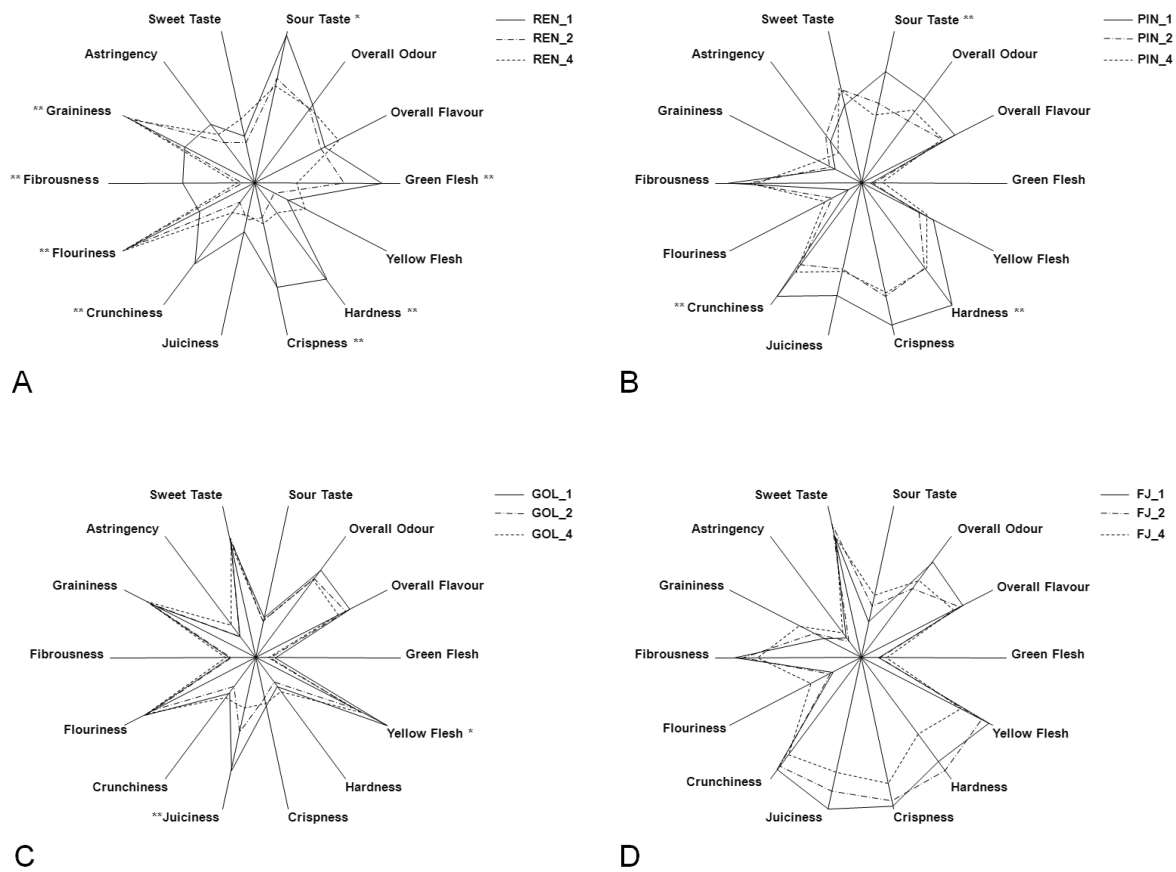 Sweet Taste
Sour Taste *
Astringency
Overall Odour
** Graininess
Overall Flavour
** Fibrousness
Green Flesh **
** Flouriness
Yellow Flesh
** Crunchiness
Hardness **
Juiciness
Crispness **
REN_1
REN_2
REN_4
A
Sweet Taste
Sour Taste **
Astringency
Overall Odour
Graininess
Overall Flavour
Fibrousness
Green Flesh
Flouriness
Yellow Flesh
** Crunchiness
Hardness **
Juiciness
Crispness
PIN_1
PIN_2
PIN_4
B
Sweet Taste
Sour Taste
Astringency
Overall Odour
Graininess
Overall Flavour
Fibrousness
Green Flesh
Flouriness
Yellow Flesh *
Crunchiness
Hardness
**Juiciness
Crispness
GOL_1
GOL_2
GOL_4
C
Sweet Taste
Sour Taste
Astringency
Overall Odour
Graininess
Overall Flavour
Fibrousness
Green Flesh
Flouriness
Yellow Flesh
Crunchiness
Hardness
Juiciness
Crispness
FJ_1
FJ_2
FJ_4
D